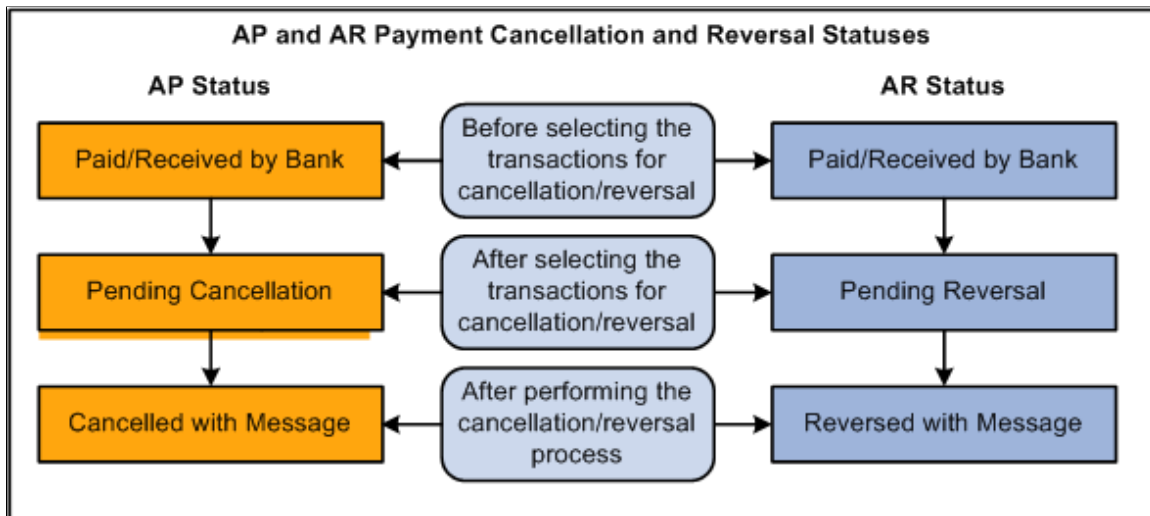 AP and AR Payment Cancellation and Reversal Statuses
AP Status
AR Status
Paid/Received by Bank
Before selecting the
transactions for
cancellation/reversal
Paid/Received by Bank
Pending Cancellation
After selecting the
transactions for
cancellation/reversal
Pending Reversal
Cancelled with Message
After performing the
cancellation/reversal
process
Reversed with Message